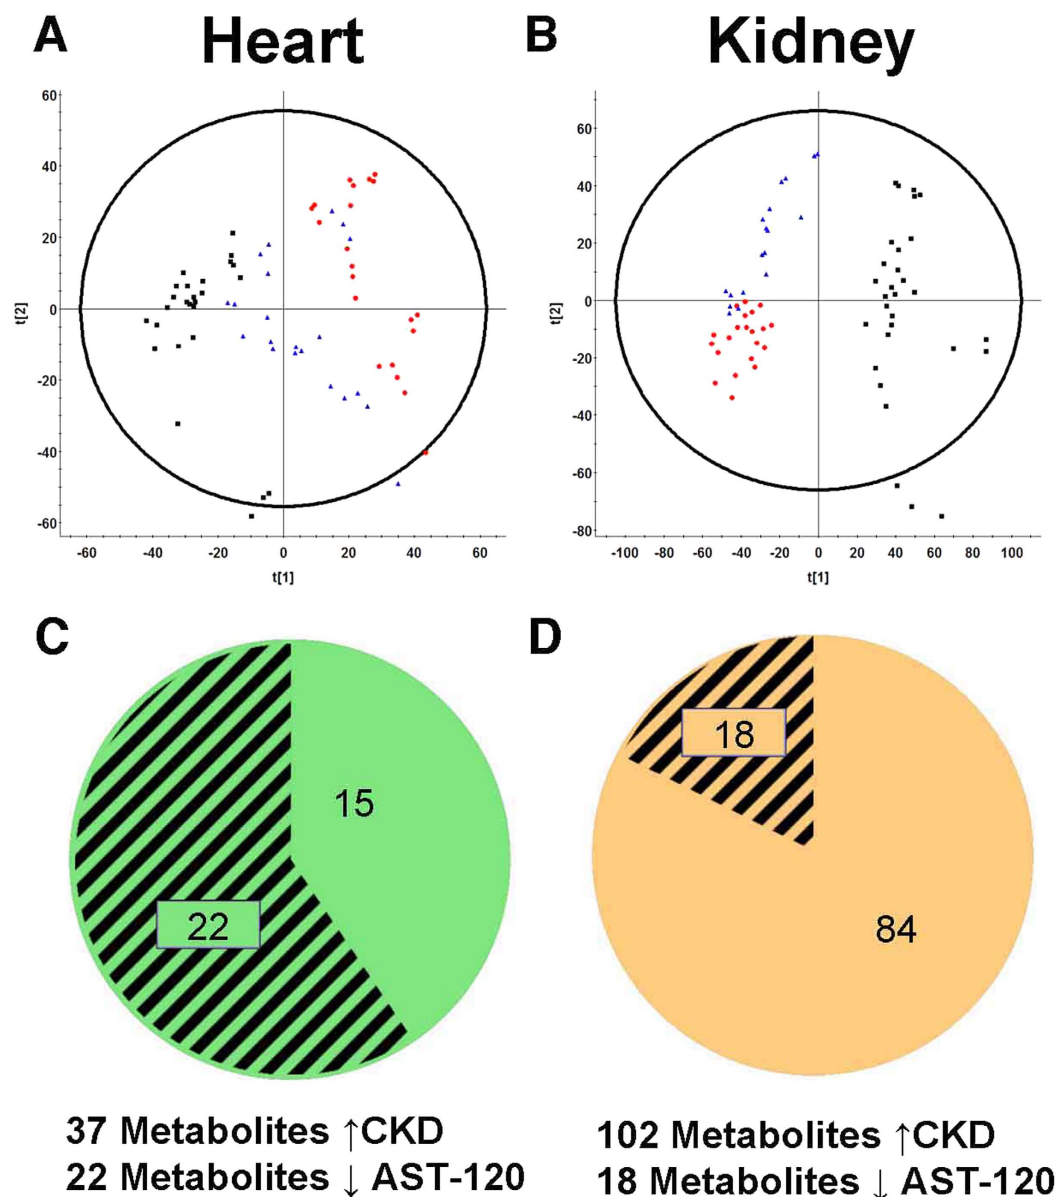 A Heart
B Kidney
60
40
20
0
-20
-40
-60
t[2]
-60 -40 -20 0 20 40 60
t[1]
60
40
20
0
-20
-40
-60
-80
t[2]
-100 -80 -60 -40 -20 0 20 40 60 80 100
t[1]
C
15
22
37 Metabolites ↑CKD
22 Metabolites ↓ AST-120
D
18
84
102 Metabolites ↑CKD
18 Metabolites ↓ AST-120